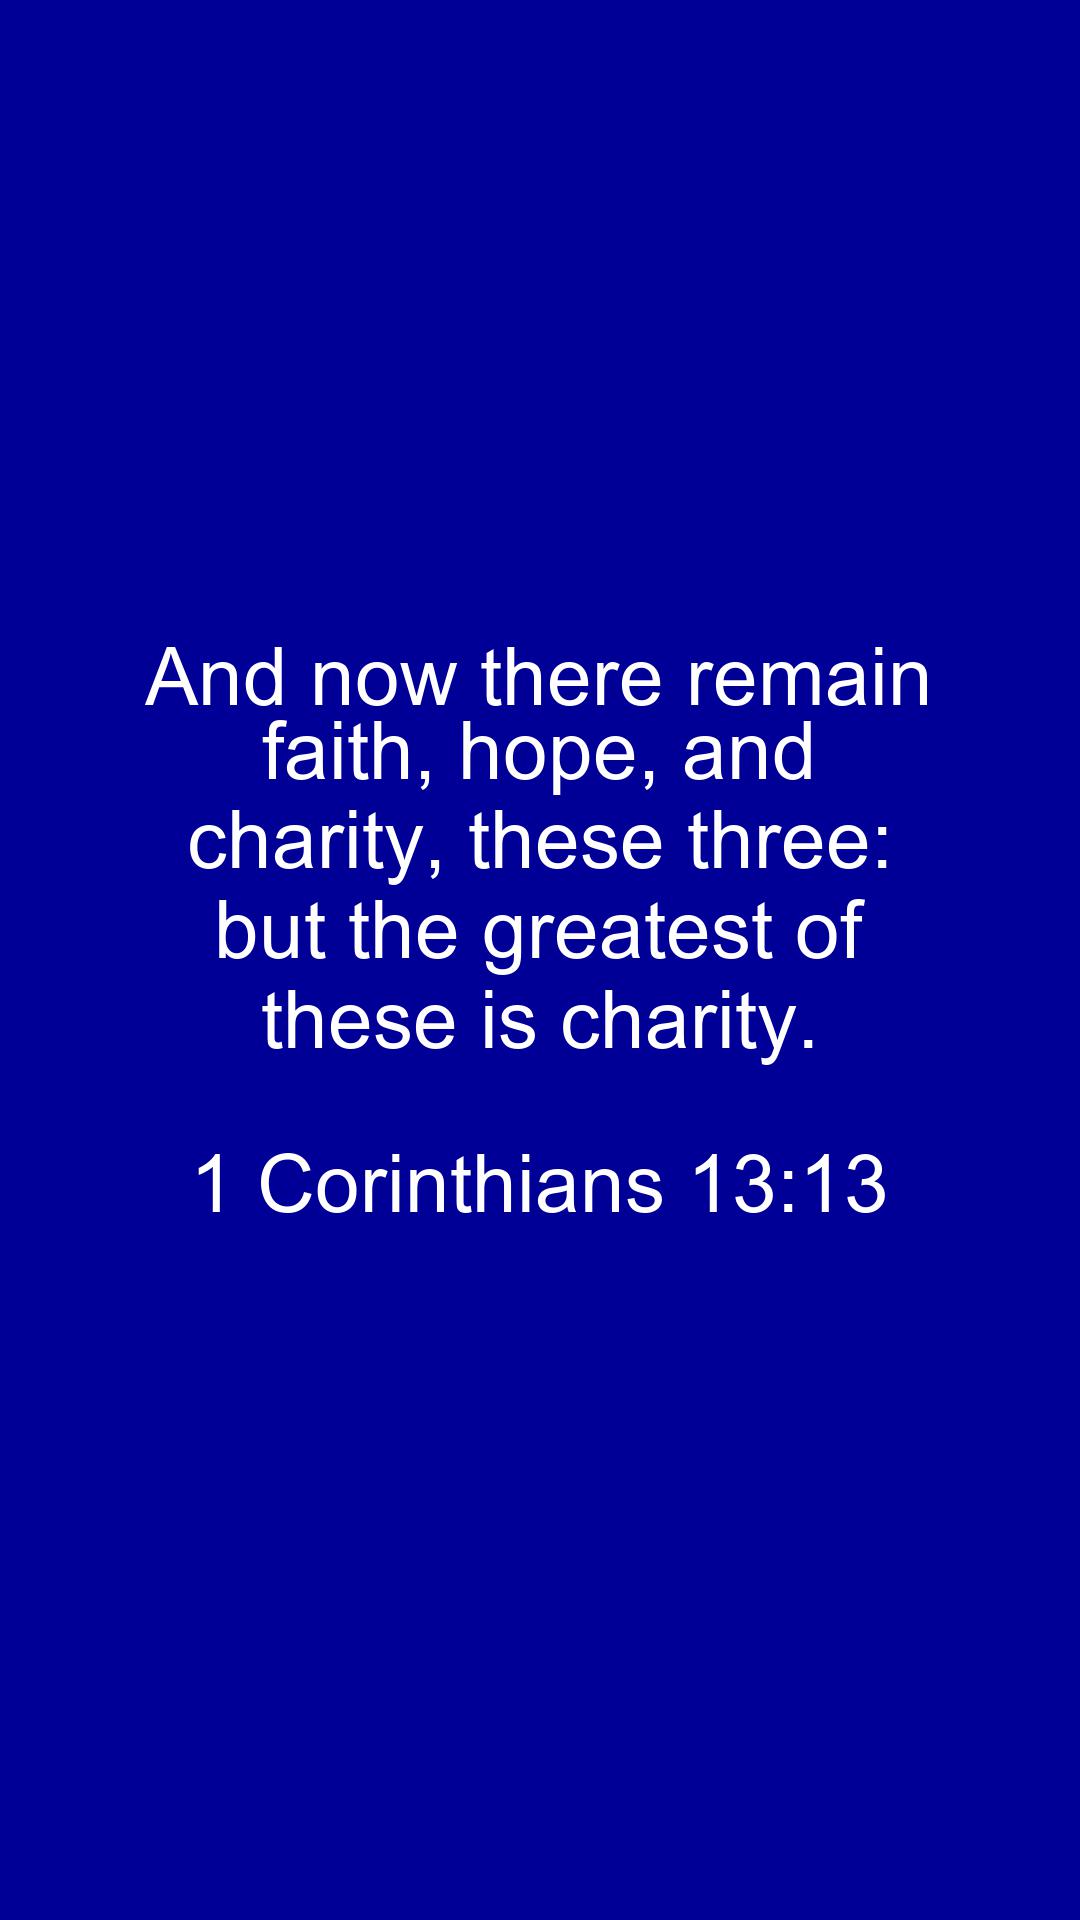 And now there remain
faith, hope, and
charity, these three:
but the greatest of
these is charity.
1 Corinthians 13:13